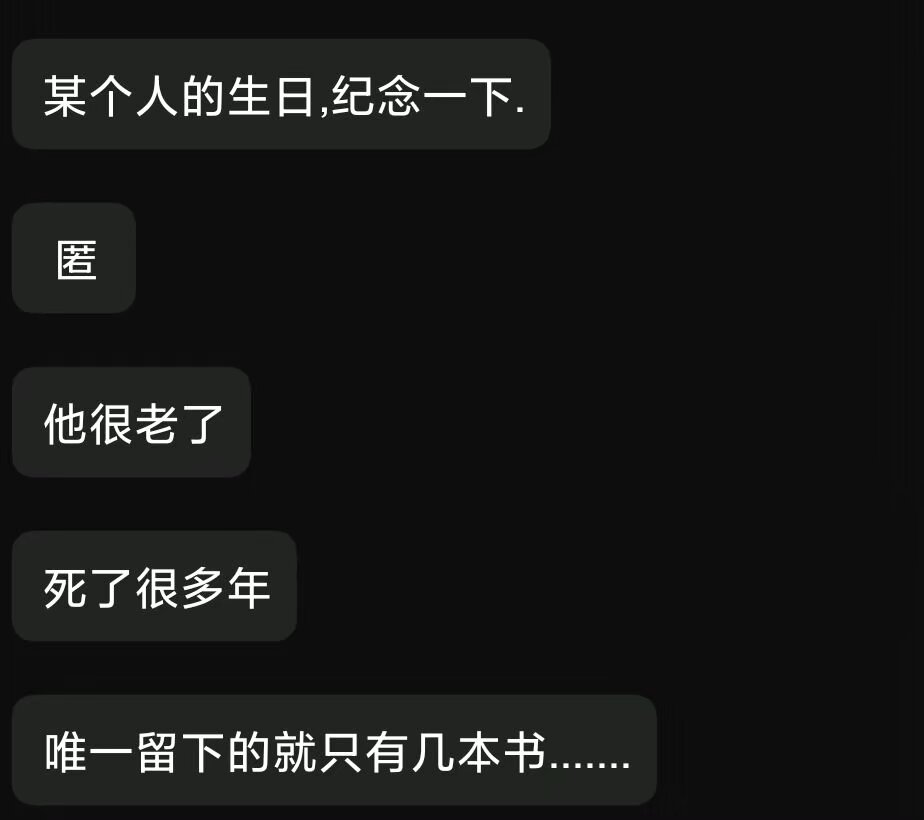 某个人的生日,纪念一下.
匿
他很老了
死了很多年
唯一留下的就只有几本书.......